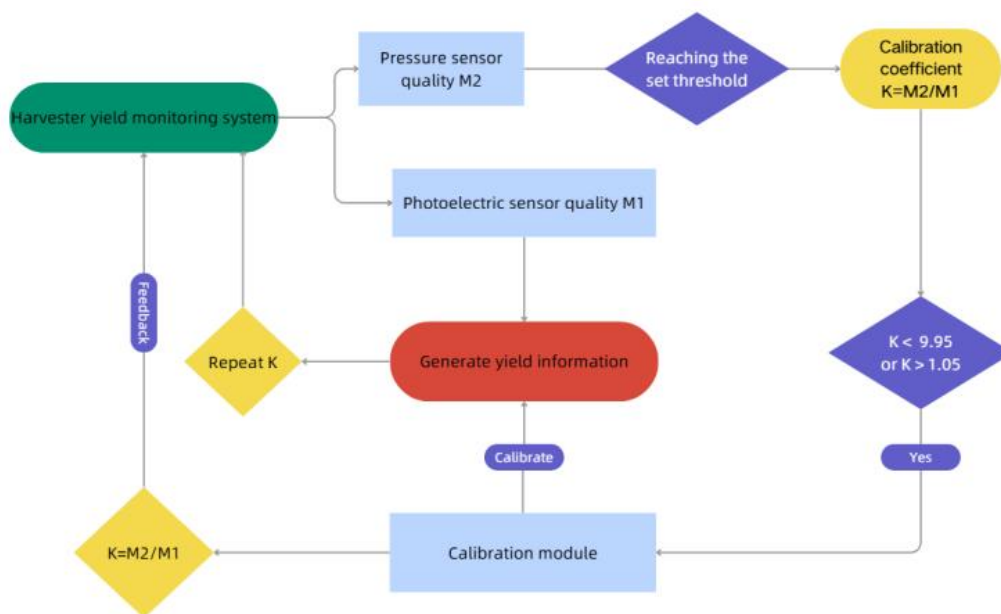 Pressure sensor
quality M2
Reaching the
set threshold
Calibration
coefficient
K=M2/M1
Harvester yield monitoring system
Photoelectric sensor quality M1
Feedback
Repeat K
Generate yield information
K < 9.95
or K > 1.05
Calibrate
Yes
K=M2/M1
Calibration module